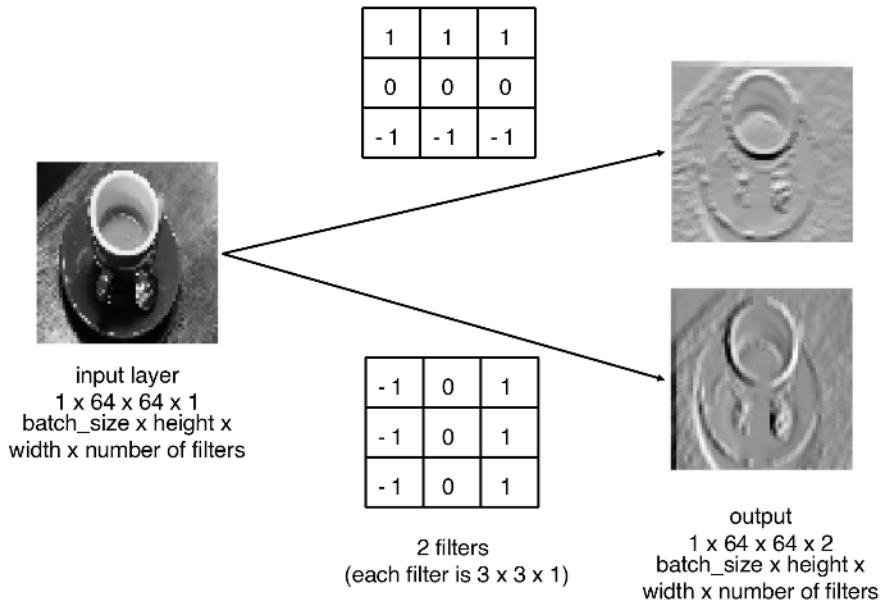 1 1 1
0 0 0
-1 -1 -1
input layer
1 x 64 x 64 x 1
batch_size x height x
width x number of filters
-1 0 1
-1 0 1
-1 0 1
2 filters
(each filter is 3 x 3 x 1)
output
1 x 64 x 64 x 2
batch_size x height x
width x number of filters